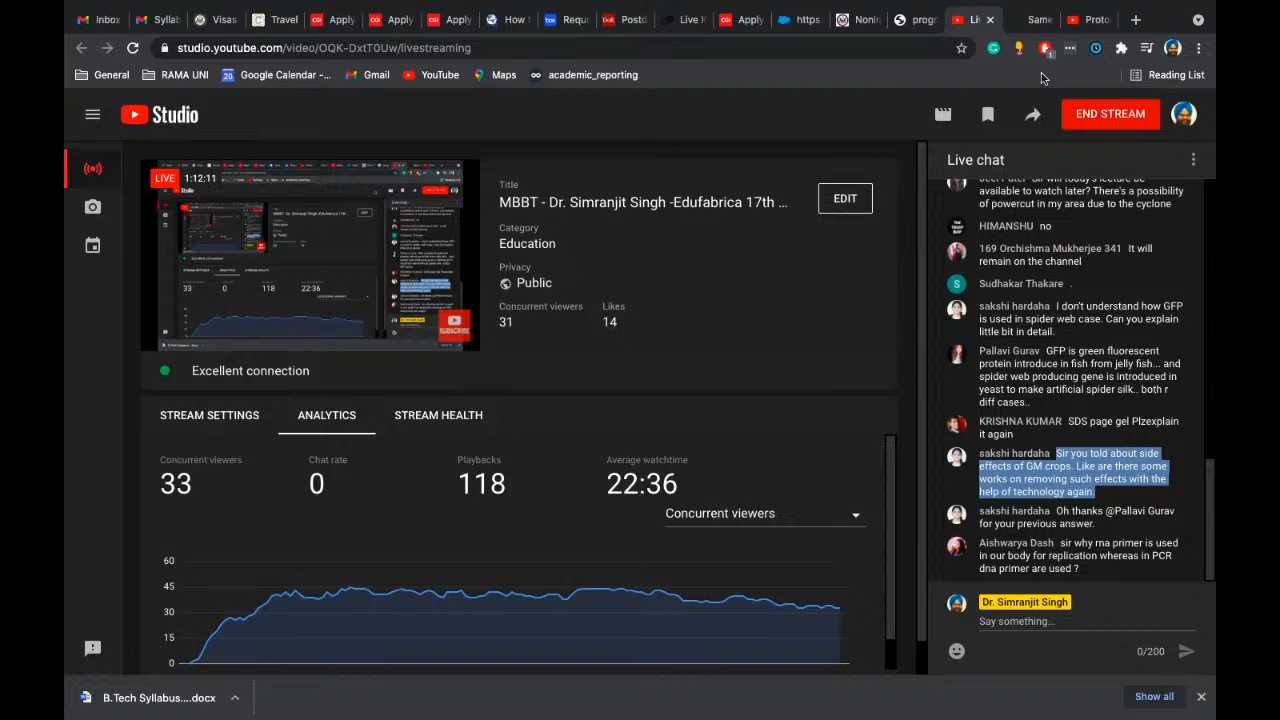 Inbox
Syllab
Visas
Travel
Apply
Apply
Apply
How
Reque
Postd
Live
Apply
https
Nonin
progr
Li
Same
Proto
studio.youtube.com/video/OQK-DxtT0Uw/livestreaming
General
RAMA UNI
Google Calendar -...
Gmail
YouTube
Maps
academic_reporting
Reading List
Studio
END STREAM
LIVE 1:12:11
SUBSCRIBE
Title
MBBT - Dr. Simranjit Singh -Edufabrica 17th ...
EDIT
Category
Education
Privacy
Public
Concurrent viewers
Likes
31
14
Excellent connection
STREAM SETTINGS
ANALYTICS
STREAM HEALTH
Concurrent viewers
Chat rate
Playbacks
Average watchtime
33
0
118
22:36
Concurrent viewers
60
45
30
15
0
Live chat
available to watch later? There's a possibility
of powercut in my area due to the cyclone
HIMANSHU no
169 Orchishma Mukherjee 341 It will
remain on the channel
Sudhakar Thakare .
sakshi hardaha I don't understand how GFP
is used in spider web case. Can you explain
little bit in detail.
Pallavi Gurav GFP is green fluorescent
protein introduce in fish from jelly fish... and
spider web producing gene is introduced in
yeast to make artificial spider silk.. both r
diff cases..
KRISHNA KUMAR SDS page gel Plzexplain
it again
sakshi hardaha Sir you told about side
effects of GM crops. Like are there some
works on removing such effects with the
help of technology again.
sakshi hardaha Oh thanks @Pallavi Gurav
for your previous answer.
Aishwarya Dash sir why rna primer is used
in our body for replication whereas in PCR
dna primer are used ?
Dr. Simranjit Singh
Say something...
0/200
B.Tech Syllabus....docx
Show all